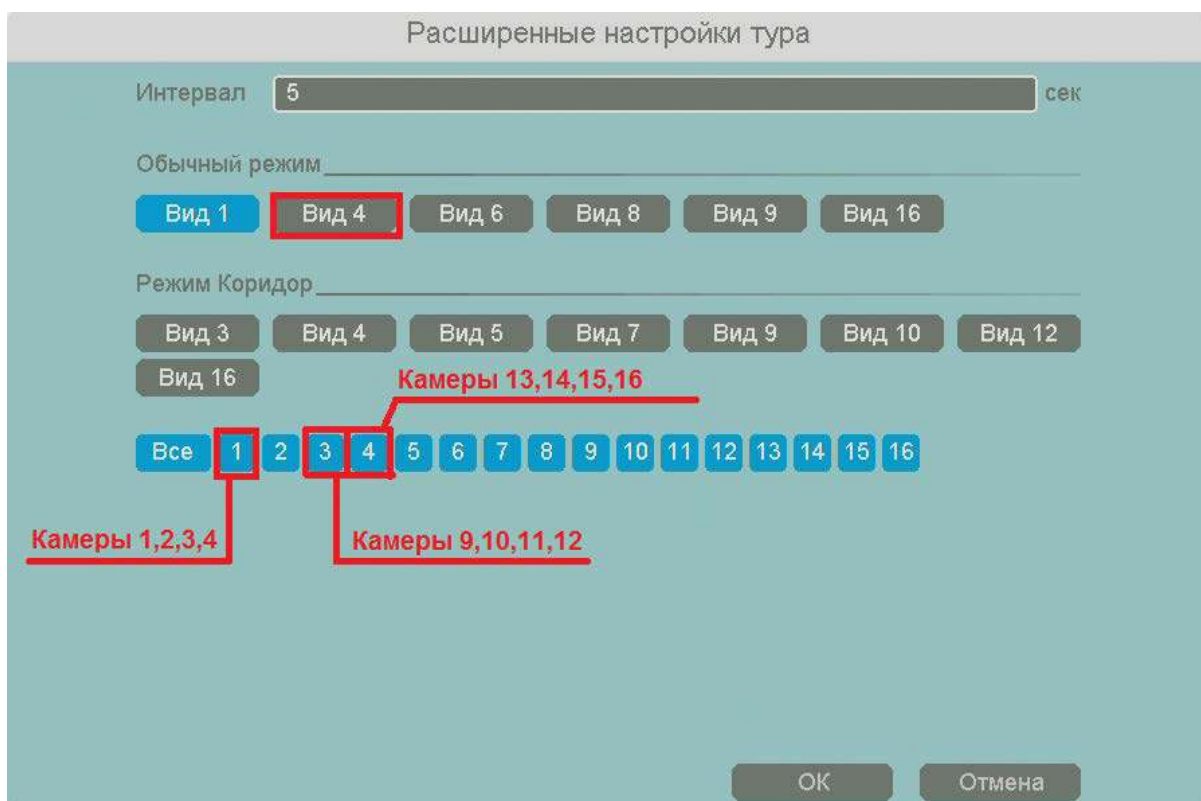 Расширенные настройки тура
Интервал 5 сек
Обычный режим
Вид 1 Вид 4 Вид 6 Вид 8 Вид 9 Вид 16
Режим Коридор
Вид 3 Вид 4 Вид 5 Вид 7 Вид 9 Вид 10 Вид 12
Вид 16
Камеры 13,14,15,16
Все 1 2 3 4 5 6 7 8 9 10 11 12 13 14 15 16
Камеры 1,2,3,4
Камеры 9,10,11,12
ОК Отмена